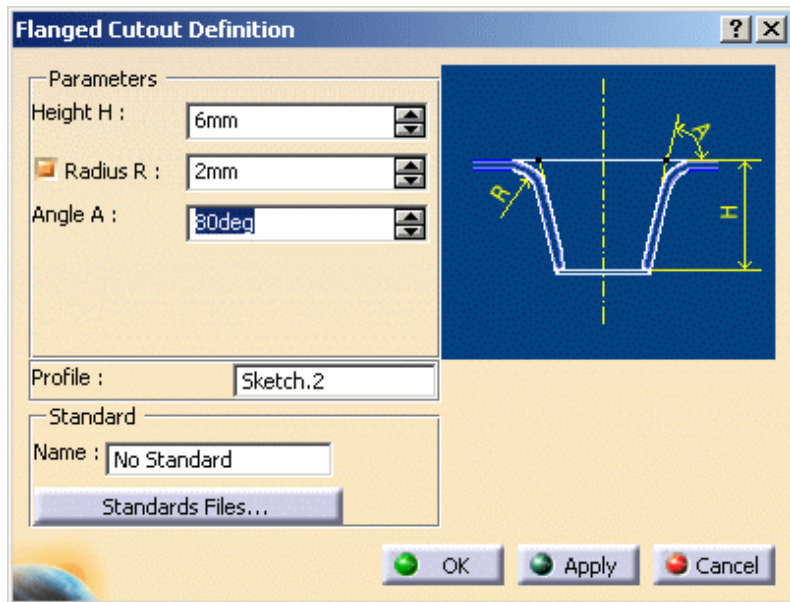 Flanged Cutout Definition
Parameters
Height H :
6mm
Radius R :
2mm
Angle A :
80deg
A
R
H
Profile :
Sketch.2
Standard
Name :
No Standard
Standards Files...
OK
Apply
Cancel